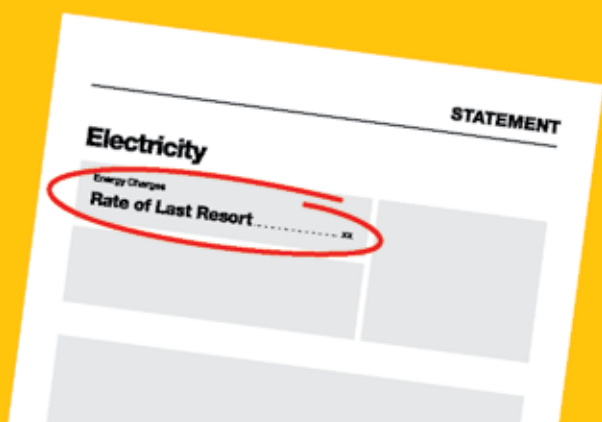 STATEMENT
Electricity
Energy Charges
Rate of Last Resort.................. xx